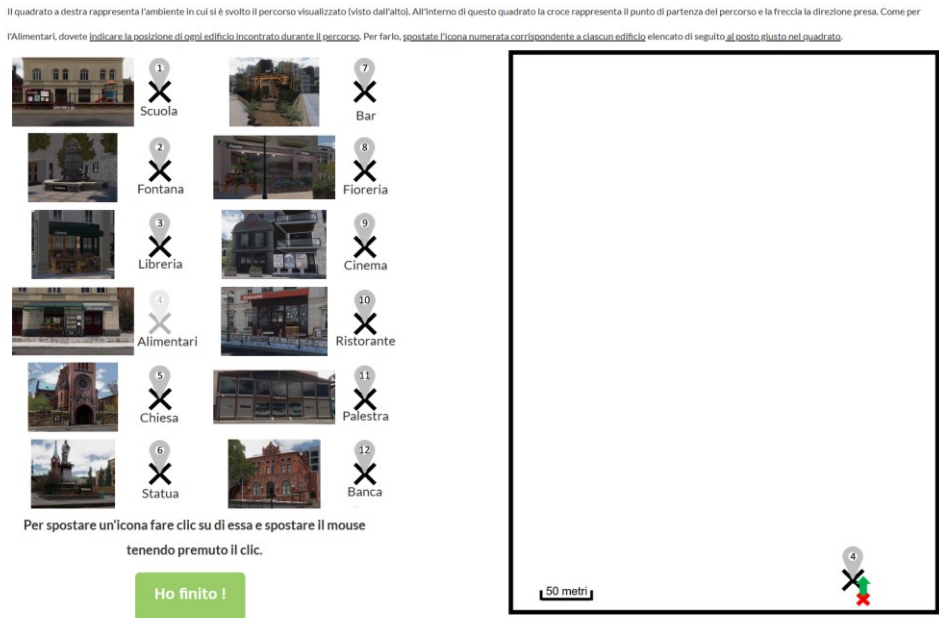 Il quadrato a destra rappresenta l'ambiente in cui si è svolto il percorso visualizzato (visto dall'alto). All'interno di questo quadrato la croce rappresenta il punto di partenza del percorso e la freccia la direzione presa. Come per
l'Alimentari, dovete indicare la posizione di ogni edificio incontrato durante il percorso. Per farlo, spostate l'icona numerata corrispondente a ciascun edificio elencato di seguito al posto giusto nel quadrato.
1
Scuola
2
Fontana
3
Libreria
4
Alimentari
5
Chiesa
6
Statua
7
Bar
8
Fioreria
9
Cinema
10
Ristorante
11
Palestra
12
Banca
Per spostare un'icona fare clic su di essa e spostare il mouse
tenendo premuto il clic.
Ho finito !
50 metri
4